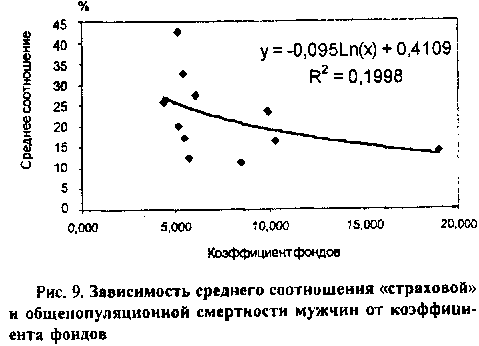 %
45
40
35
30
25
20
15
10
5
0
Среднее соотношение
y = -0,095Ln(x) + 0,4109
R² = 0,1998
0,000 5,000 10,000 15,000 20,000
Коэффициент фондов
Рис. 9. Зависимость среднего соотношения «страховой»
и общепопуляционной смертности мужчин от коэффици-
ента фондов